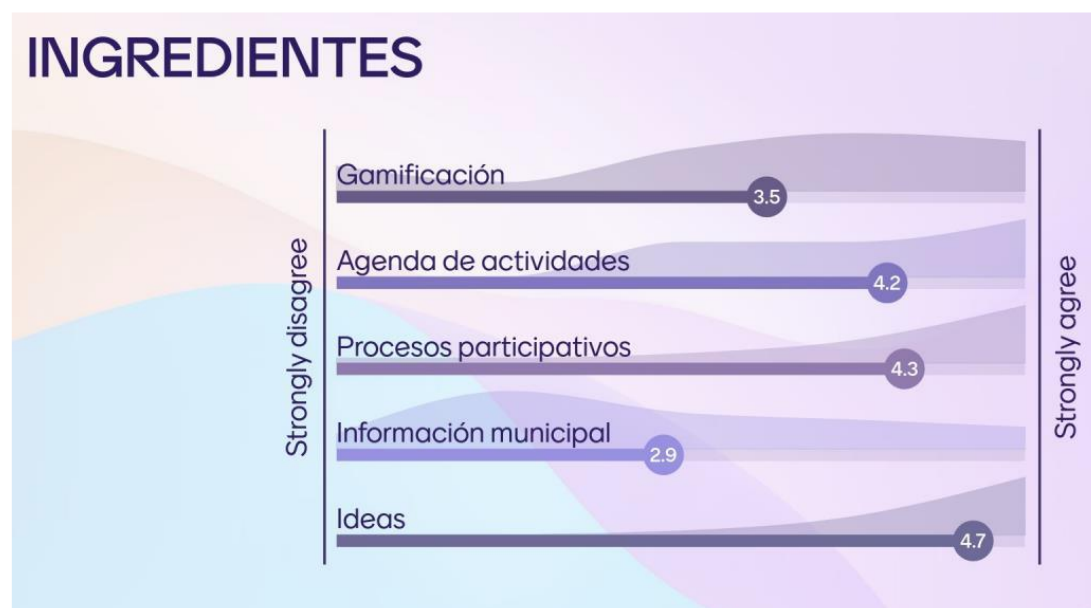 INGREDIENTES
Strongly disagree
Gamificación
3.5
Agenda de actividades
4.2
Procesos participativos
4.3
Información municipal
2.9
Ideas
4.7
Strongly agree